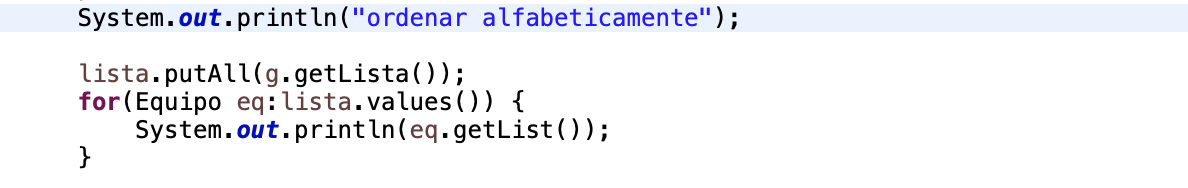 System.out.println("ordenar alfabeticamente");
lista.putAll(g.getLista());
for(Equipo eq:lista.values()) {
System.out.println(eq.getList());
}